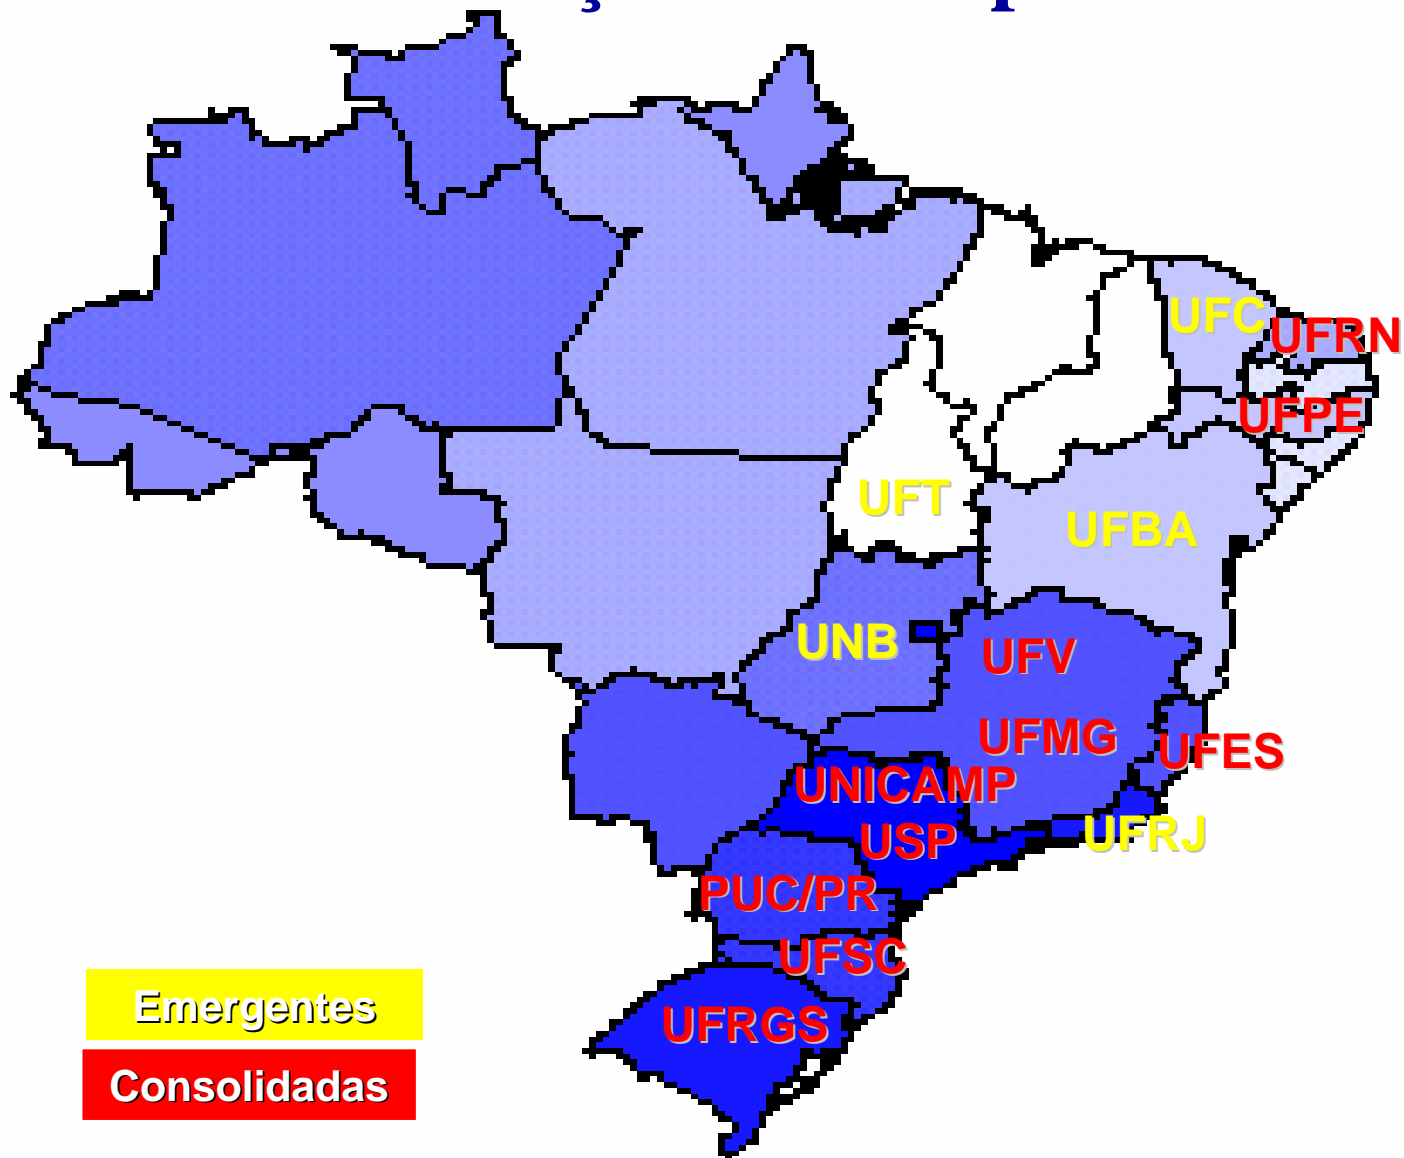 UFC
UFRN
UFPE
UFT
UFBA
UNB
UFV
UFMG
UFES
UNICAMP
UFRJ
USP
PUC/PR
UFSC
UFRGS
Emergentes
Consolidadas